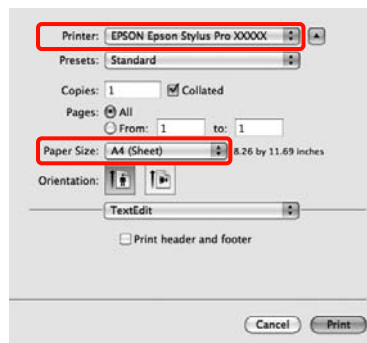 Printer: EPSON Epson Stylus Pro XXXXX
Presets: Standard
Copies: 1 Collated
Pages: All
From: 1 to: 1
Paper Size: A4 (Sheet) 8.26 by 11.69 inches
Orientation:
TextEdit
Print header and footer
Cancel Print